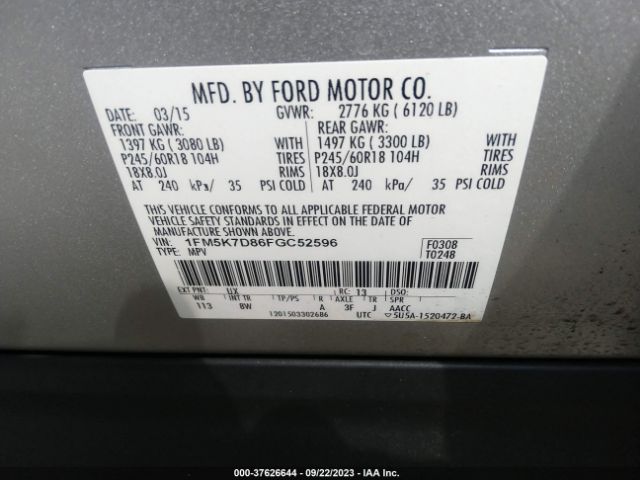 MFD. BY FORD MOTOR CO.
DATE: 03/15 GVWR: 2776 KG ( 6120 LB)
FRONT GAWR: REAR GAWR:
1397 KG ( 3080 LB) WITH 1497 KG ( 3300 LB) WITH
P245/60R18 104H TIRES P245/60R18 104H TIRES
18X8.0J RIMS 18X8.0J RIMS
AT 240 kPa/ 35 PSI COLD AT 240 kPa/ 35 PSI COLD
THIS VEHICLE CONFORMS TO ALL APPLICABLE FEDERAL MOTOR
VEHICLE SAFETY STANDARDS IN EFFECT ON THE DATE OF
MANUFACTURE SHOWN ABOVE.
VIN: 1FM5K7D86FGC52596 F0308
TYPE: MPV T0248
EXT PNT: UX RC: 13 DSO:
WB INT TR TP/PS R AXLE TR SPR
113 8W A 3F J AACC
1201503302686 UTC 5U5A-1520472-BA
000-37626644 / 09/22/2023 - IAA Inc.